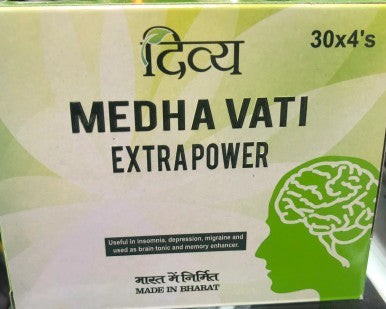 दिव्य
30x4's
MEDHA VATI
EXTRAPOWER
Useful in insomnia, depression, migraine and
used as brain tonic and memory enhancer.
भारत में निर्मित
MADE IN BHARAT